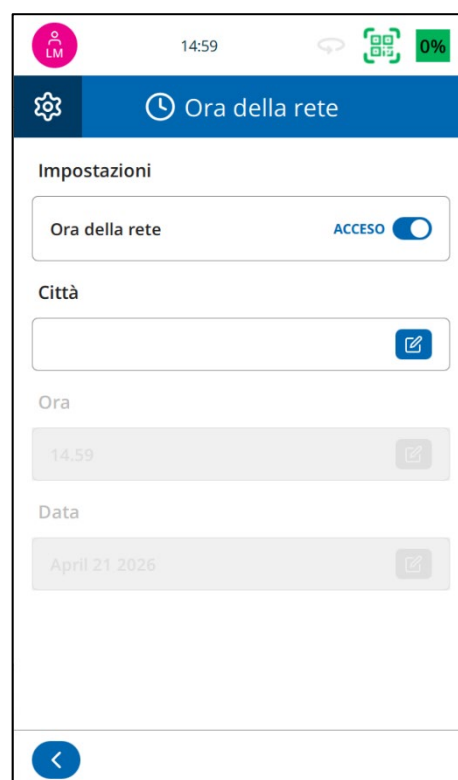 LM
14:59
0%
Ora della rete
Impostazioni
Ora della rete
ACCESO
Città
Ora
14.59
Data
April 21 2026